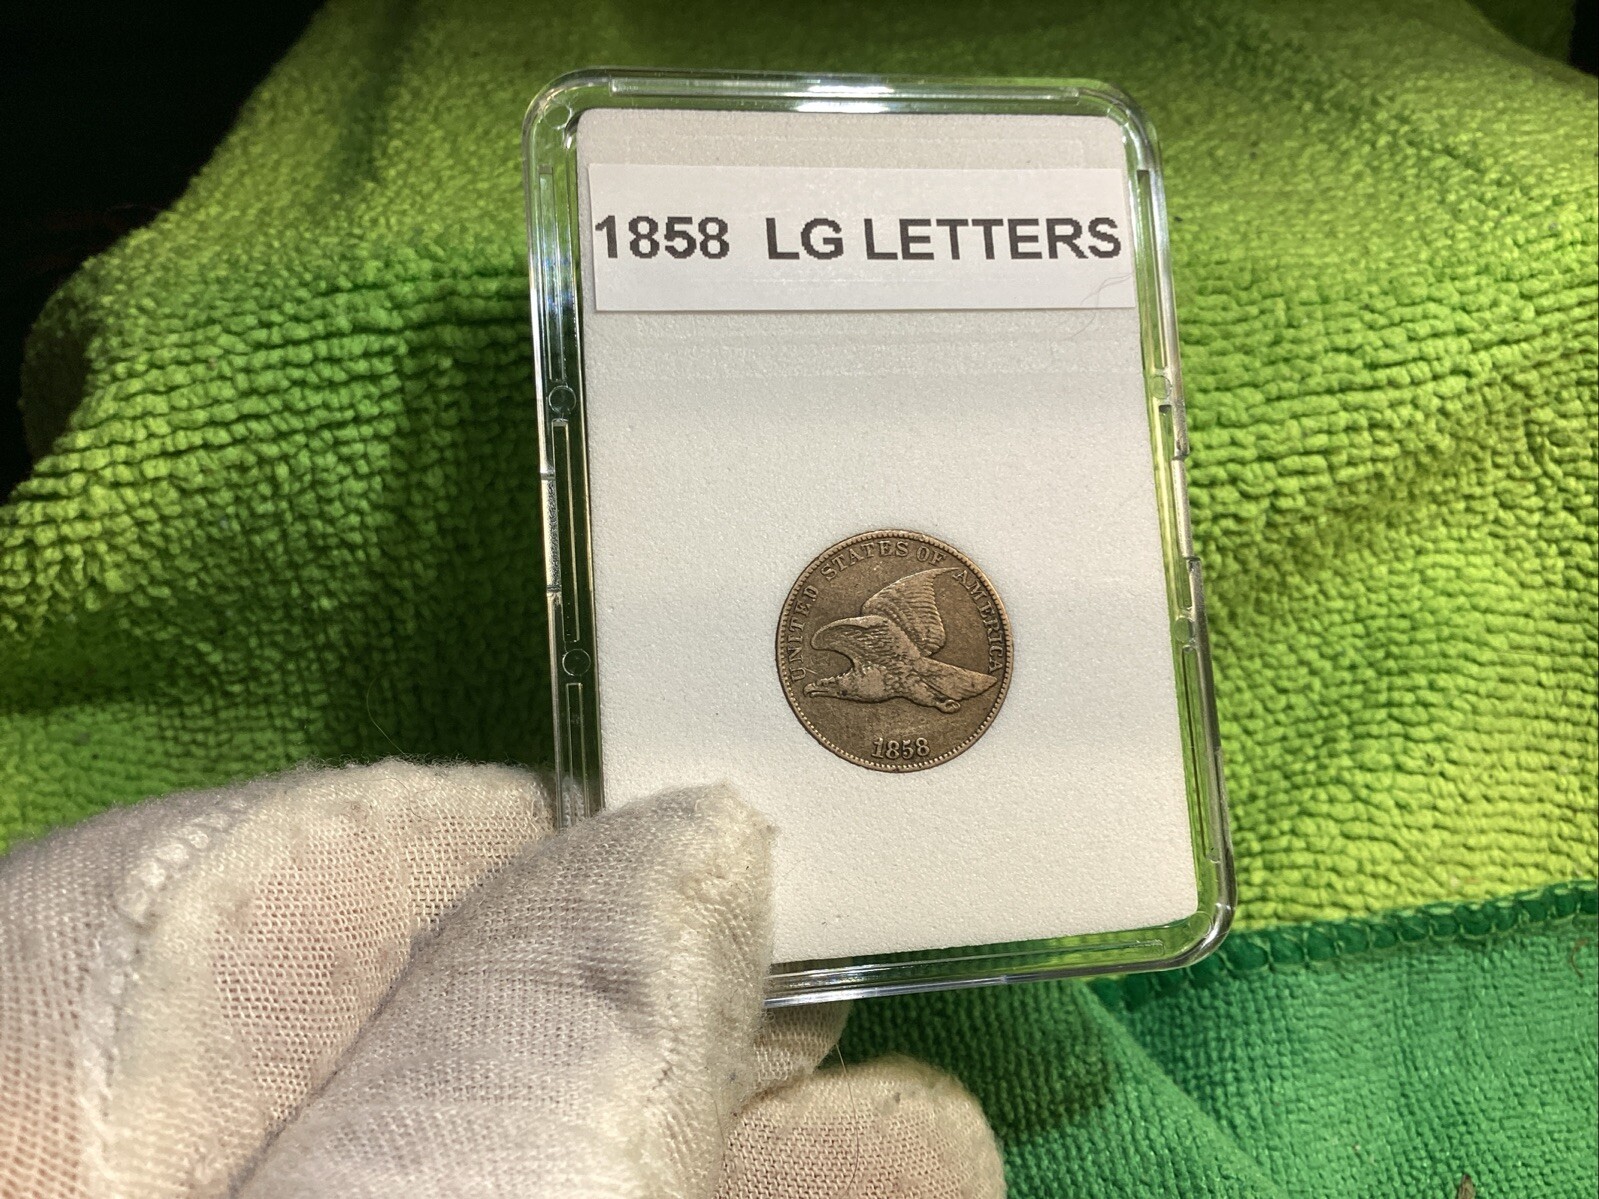 1858 LG LETTERS
UNITED STATES OF AMERICA
1858